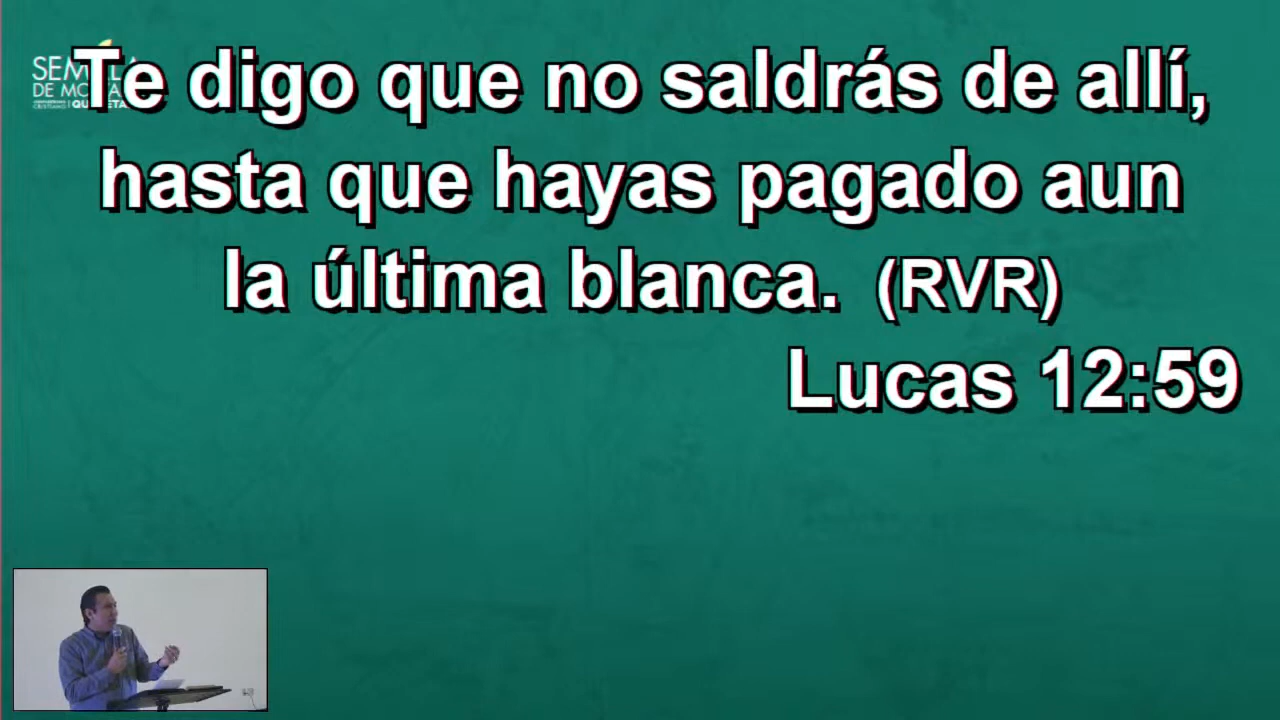 Te digo que no saldrás de allí,
hasta que hayas pagado aun
la última blanca. (RVR)
Lucas 12:59